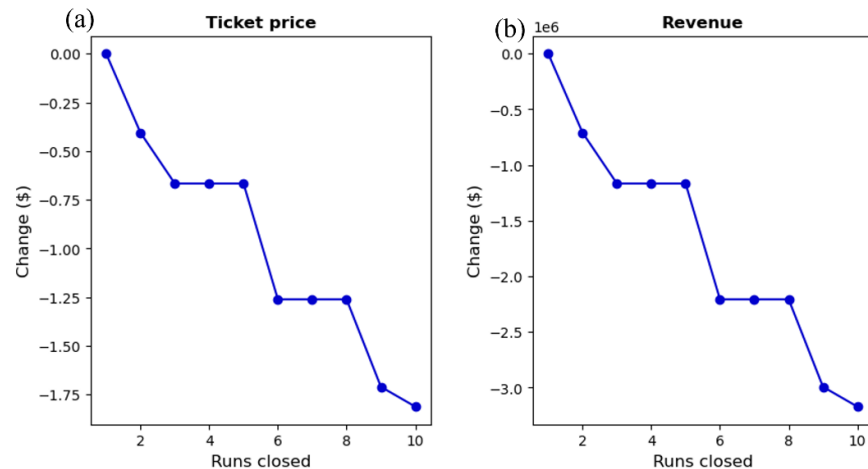 (a)
Ticket price
0.00
−0.25
−0.50
−0.75
−1.00
−1.25
−1.50
−1.75
Change ($)
2
4
6
8
10
Runs closed
(b)
1e6
Revenue
0.0
−0.5
−1.0
−1.5
−2.0
−2.5
−3.0
Change ($)
2
4
6
8
10
Runs closed